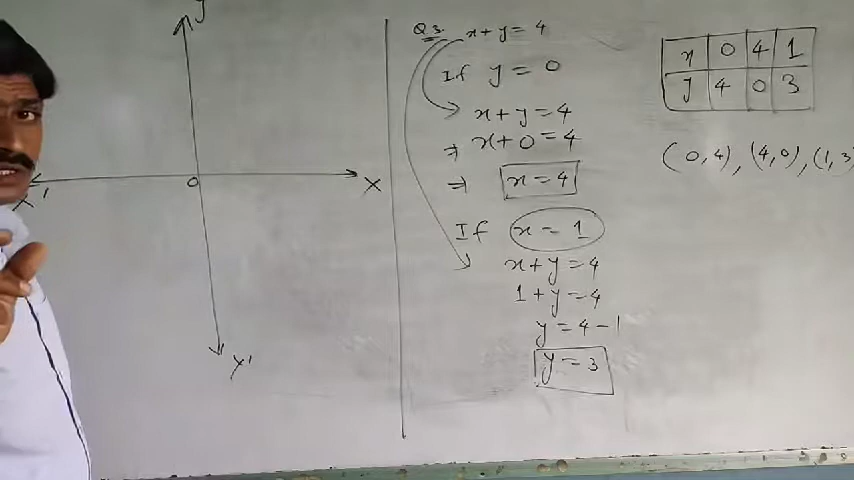 y
X' O X
Y'
Q3. x+y=4
If y = 0
x+y=4
⇒ x+0=4
⇒ x=4
If x = 1
x+y=4
1+y=4
y=4-1
y=3
x 0 4 1
y 4 0 3
(0,4), (4,0), (1,3)